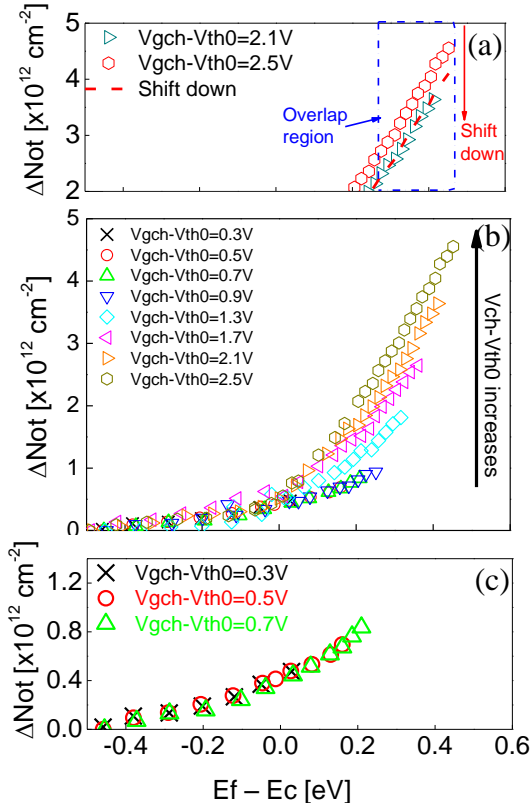 (a)
5
4
3
2
ΔNot [x10¹² cm⁻²]
Vgch-Vth0=2.1V
Vgch-Vth0=2.5V
Shift down
Overlap
region
Shift
down
(b)
5
4
3
2
1
0
ΔNot [x10¹² cm⁻²]
Vgch-Vth0=0.3V
Vgch-Vth0=0.5V
Vgch-Vth0=0.7V
Vgch-Vth0=0.9V
Vgch-Vth0=1.3V
Vgch-Vth0=1.7V
Vgch-Vth0=2.1V
Vgch-Vth0=2.5V
Vch-Vth0 increases
(c)
1.2
0.8
0.4
0.0
ΔNot [x10¹² cm⁻²]
Vgch-Vth0=0.3V
Vgch-Vth0=0.5V
Vgch-Vth0=0.7V
-0.4 -0.2 0.0 0.2 0.4 0.6
Ef – Ec [eV]